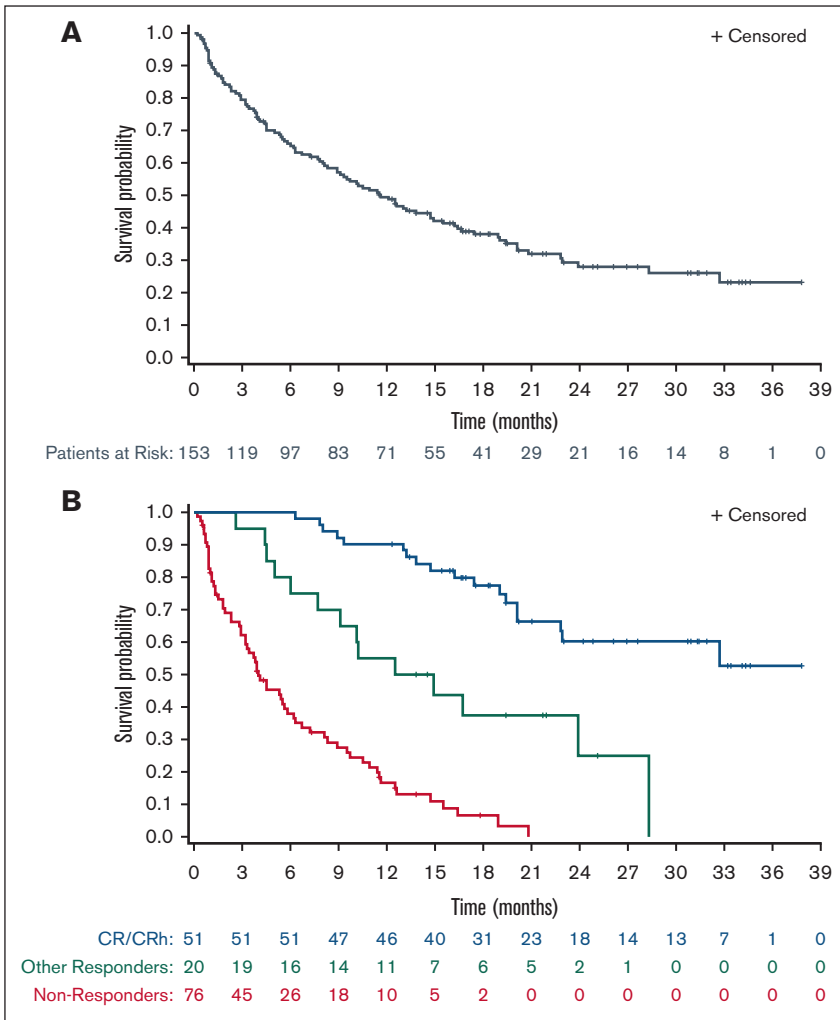 A
+ Censored
Survival probability
1.0
0.9
0.8
0.7
0.6
0.5
0.4
0.3
0.2
0.1
0.0
0 3 6 9 12 15 18 21 24 27 30 33 36 39
Time (months)
Patients at Risk: 153 119 97 83 71 55 41 29 21 16 14 8 1 0
B
+ Censored
Survival probability
1.0
0.9
0.8
0.7
0.6
0.5
0.4
0.3
0.2
0.1
0.0
0 3 6 9 12 15 18 21 24 27 30 33 36 39
Time (months)
CR/CRh: 51 51 51 47 46 40 31 23 18 14 13 7 1 0
Other Responders: 20 19 16 14 11 7 6 5 2 1 0 0 0 0
Non-Responders: 76 45 26 18 10 5 2 0 0 0 0 0 0 0